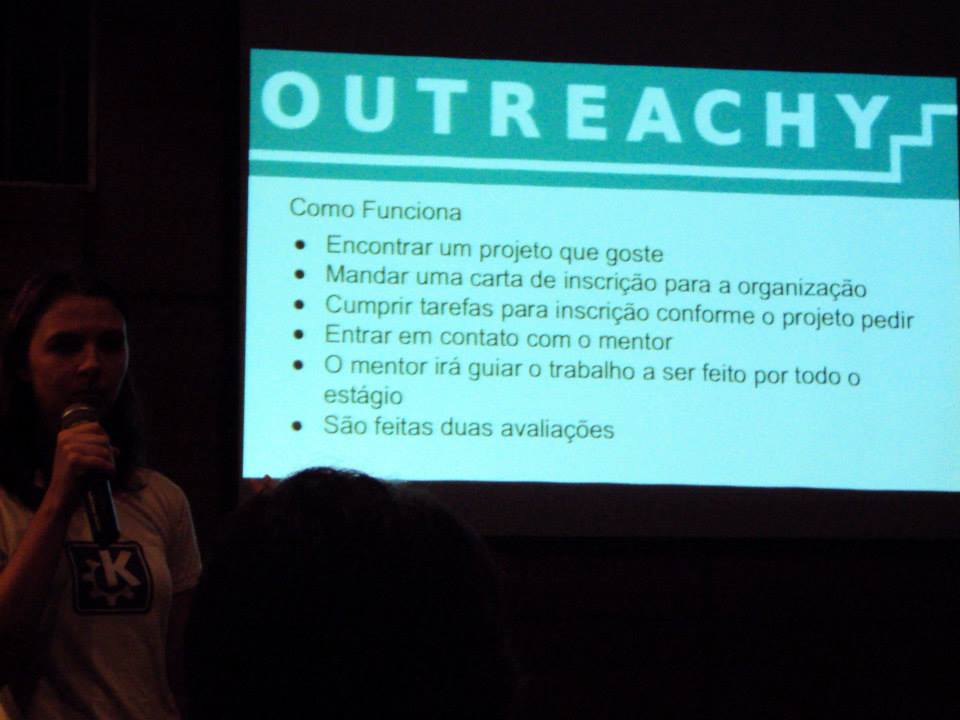 OUTREACHY
Como Funciona
• Encontrar um projeto que goste
• Mandar uma carta de inscrição para a organização
• Cumprir tarefas para inscrição conforme o projeto pedir
• Entrar em contato com o mentor
• O mentor irá guiar o trabalho a ser feito por todo o
estágio
• São feitas duas avaliações
K